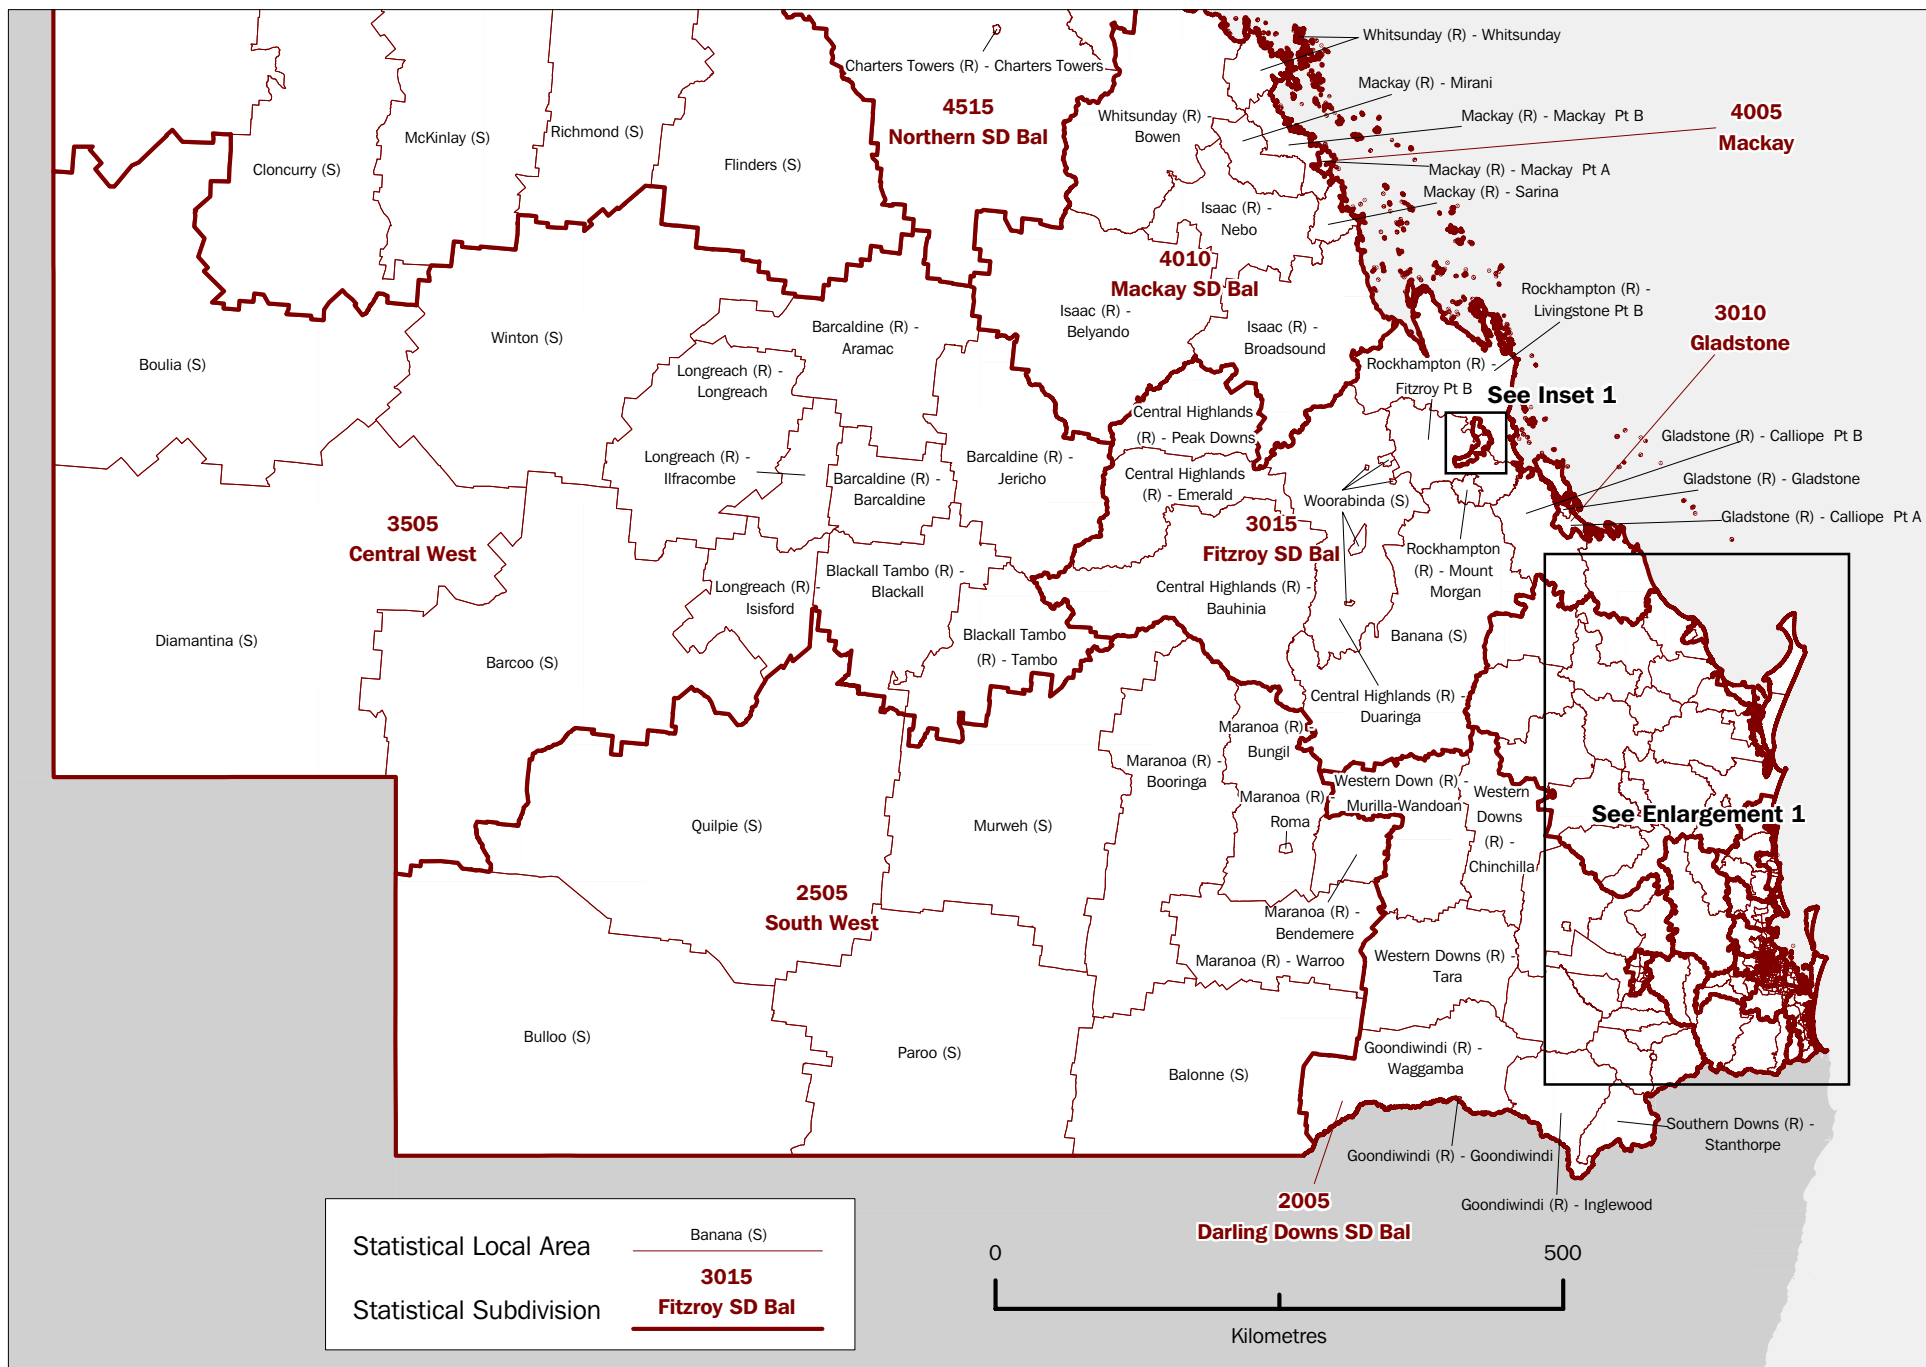 Whitsunday (R) - Whitsunday
Charters Towers (R) - Charters Towers
Mackay (R) - Mirani
4515
Northern SD Bal
Whitsunday (R) -
Bowen
Mackay (R) - Mackay  Pt B
4005
Mackay
McKinlay (S)
Richmond (S)
Flinders (S)
Cloncurry (S)
Mackay (R) - Mackay  Pt A
Mackay (R) - Sarina
Isaac (R) -
Nebo
4010
Mackay SD Bal
Rockhampton (R) -
Livingstone Pt B
3010
Gladstone
Isaac (R) -
Belyando
Isaac (R) -
Broadsound
Barcaldine (R) -
Aramac
Winton (S)
Boulia (S)
Longreach (R) -
Longreach
Rockhampton (R) -
Fitzroy Pt B
See Inset 1
Central Highlands
(R) - Peak Downs
Gladstone (R) - Calliope  Pt B
Gladstone (R) - Gladstone
Gladstone (R) - Calliope  Pt A
Longreach (R) -
Ilfracombe
Barcaldine (R) -
Barcaldine
Barcaldine (R) -
Jericho
Central Highlands
(R) - Emerald
Woorabinda (S)
3505
Central West
3015
Fitzroy SD Bal
Rockhampton
(R) - Mount
Morgan
Longreach (R) -
Isisford
Blackall Tambo (R) -
Blackall
Central Highlands (R) -
Bauhinia
Diamantina (S)
Barcoo (S)
Blackall Tambo
(R) - Tambo
Banana (S)
Central Highlands (R) -
Duaringa
Maranoa (R) -
Bungil
Maranoa (R) -
Booringa
Maranoa (R) -
Roma
Western Down (R) -
Murilla-Wandoan
Western
Downs
(R) -
Chinchilla
See Enlargement 1
Quilpie (S)
Murweh (S)
2505
South West
Maranoa (R) -
Bendemere
Maranoa (R) - Warroo
Western Downs (R) -
Tara
Bulloo (S)
Paroo (S)
Balonne (S)
Goondiwindi (R) -
Waggamba
Southern Downs (R) -
Stanthorpe
Goondiwindi (R) - Goondiwindi
Goondiwindi (R) - Inglewood
2005
Darling Downs SD Bal
Statistical Local Area
Banana (S)
Statistical Subdivision
3015
Fitzroy SD Bal
0
500
Kilometres